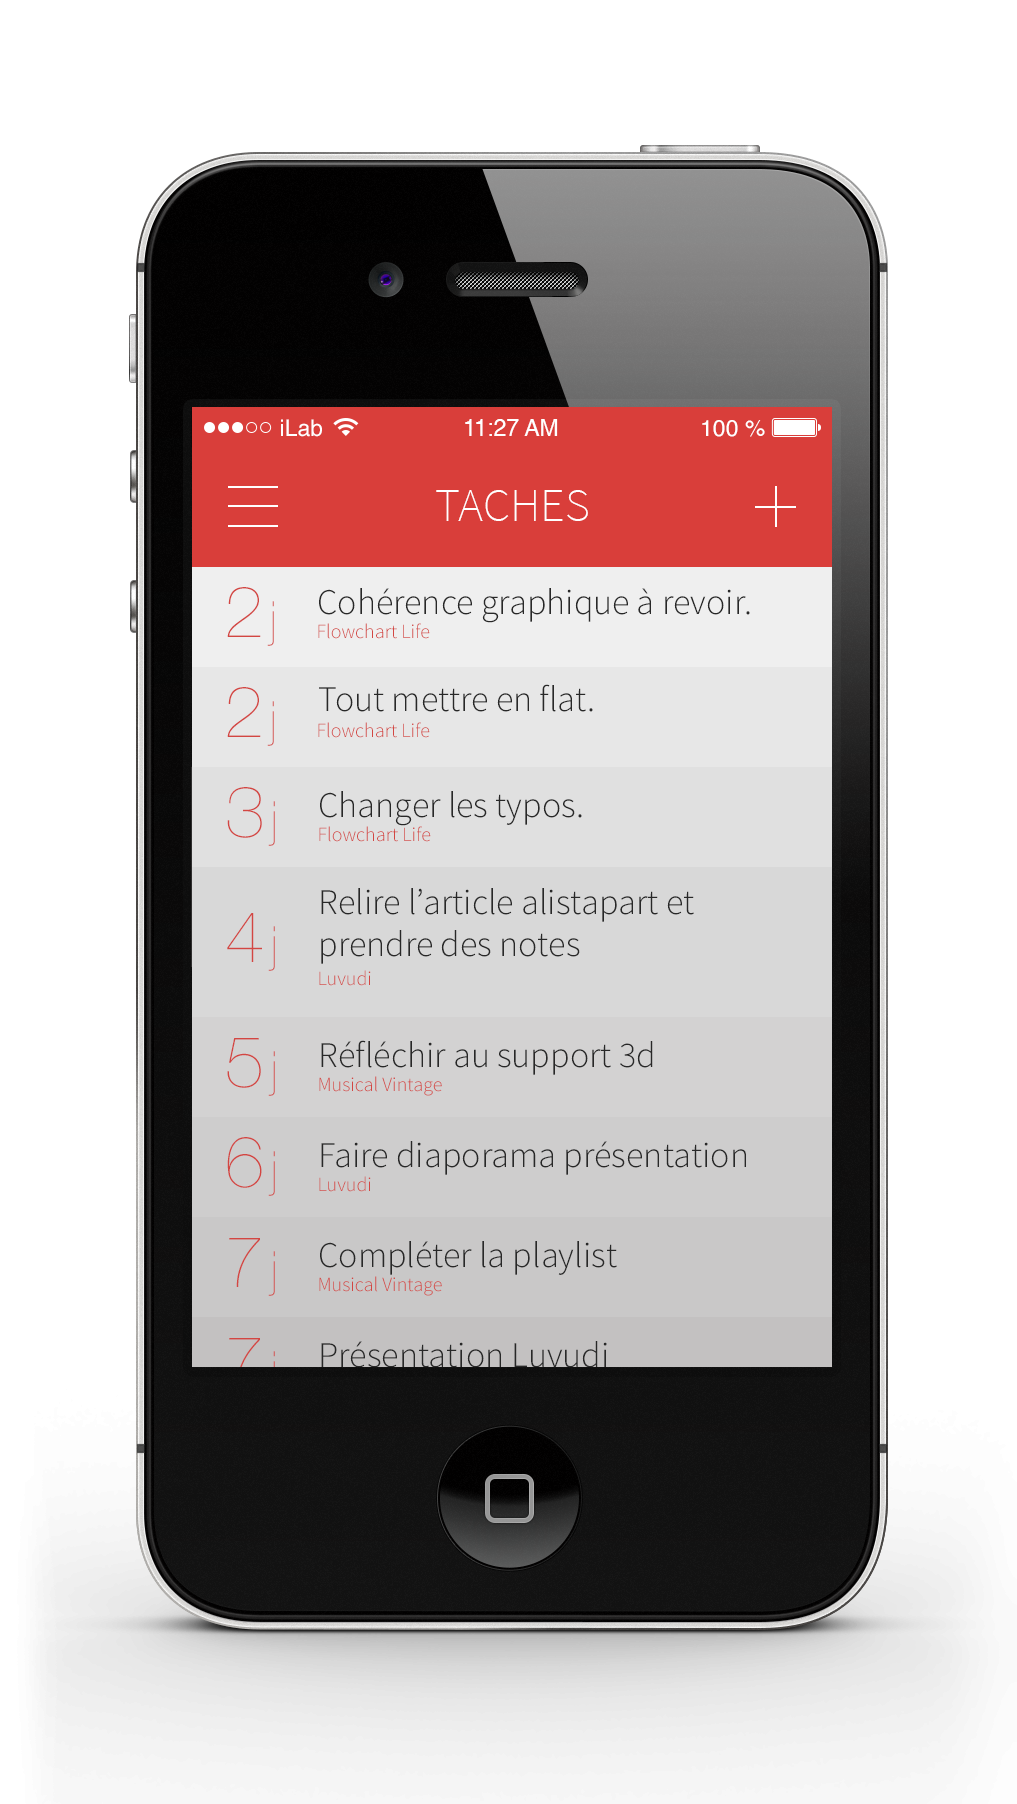 iLab 11:27 AM 100 %
TACHES
2j Cohérence graphique à revoir.
Flowchart Life
2j Tout mettre en flat.
Flowchart Life
3j Changer les typos.
Flowchart Life
Relire l’article alistapart et
4j prendre des notes
Luvudi
5j Réfléchir au support 3d
Musical Vintage
6j Faire diaporama présentation
Luvudi
7j Compléter la playlist
Musical Vintage
7j Présentation Luvudi